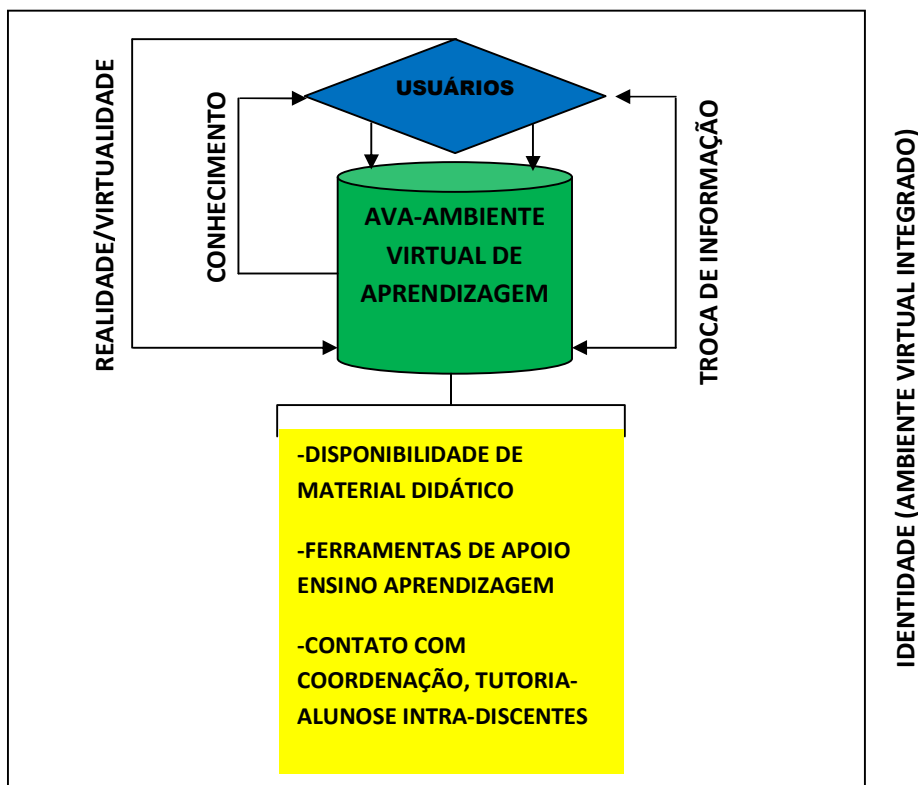 USUÁRIOS
REALIDADE/VIRTUALIDADE
CONHECIMENTO
AVA-AMBIENTE
VIRTUAL DE
APRENDIZAGEM
TROCA DE INFORMAÇÃO
IDENTIDADE (AMBIENTE VIRTUAL INTEGRADO)
-DISPONIBILIDADE DE
MATERIAL DIDÁTICO
-FERRAMENTAS DE APOIO
ENSINO APRENDIZAGEM
-CONTATO COM
COORDENAÇÃO, TUTORIA-
ALUNOSE INTRA-DISCENTES